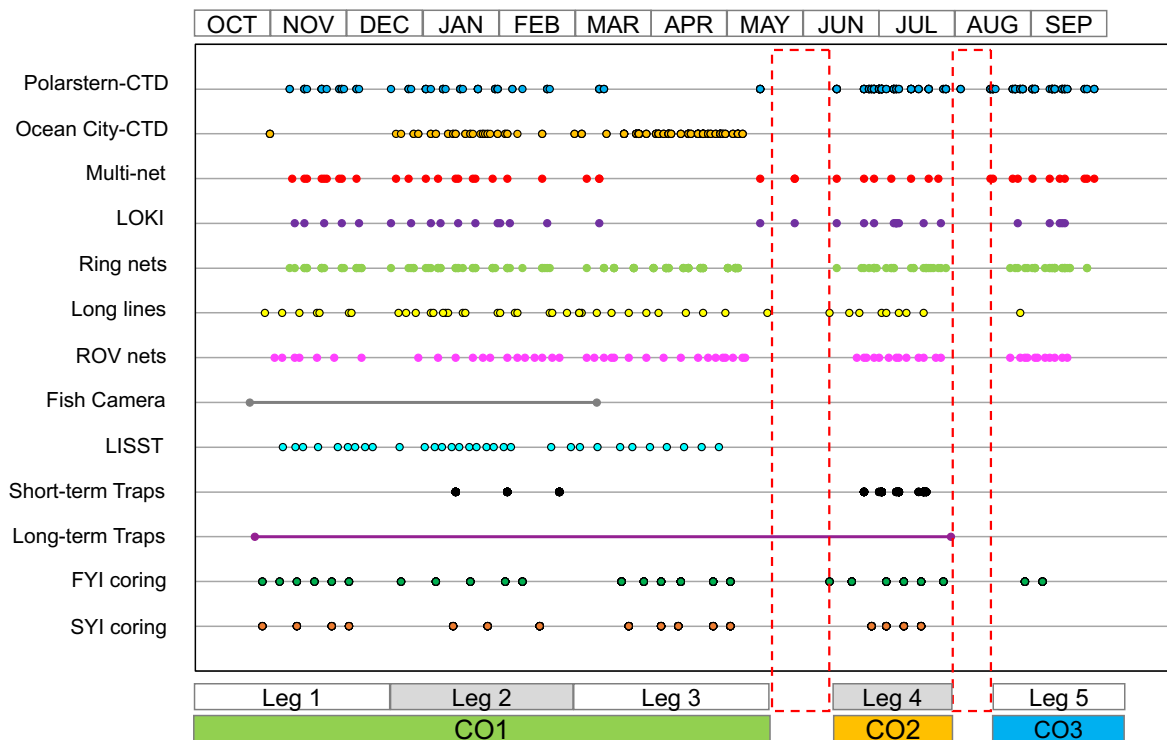 OCT NOV DEC JAN FEB MAR APR MAY JUN JUL AUG SEP
Polarstern-CTD
Ocean City-CTD
Multi-net
LOKI
Ring nets
Long lines
ROV nets
Fish Camera
LISST
Short-term Traps
Long-term Traps
FYI coring
SYI coring
Leg 1 Leg 2 Leg 3 Leg 4 Leg 5
CO1 CO2 CO3